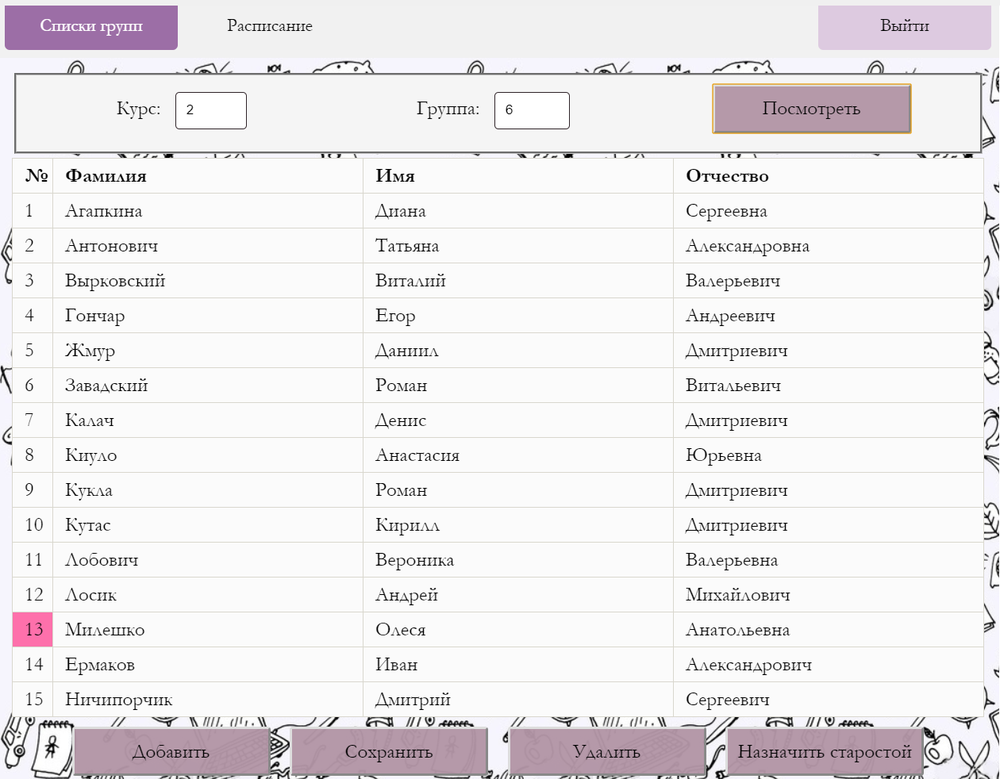 Списки групп Расписание Выйти
Курс: 2 Группа: 6 Посмотреть
№ Фамилия Имя Отчество
1 Агапкина Диана Сергеевна
2 Антонович Татьяна Александровна
3 Вырковский Виталий Валерьевич
4 Гончар Егор Андреевич
5 Жмур Даниил Дмитриевич
6 Завадский Роман Витальевич
7 Калач Денис Дмитриевич
8 Киуло Анастасия Юрьевна
9 Кукла Роман Дмитриевич
10 Кутас Кирилл Дмитриевич
11 Лобович Вероника Валерьевна
12 Лосик Андрей Михайлович
13 Милешко Олеся Анатольевна
14 Ермаков Иван Александрович
15 Ничипорчик Дмитрий Сергеевич
Добавить Сохранить Удалить Назначить старостой